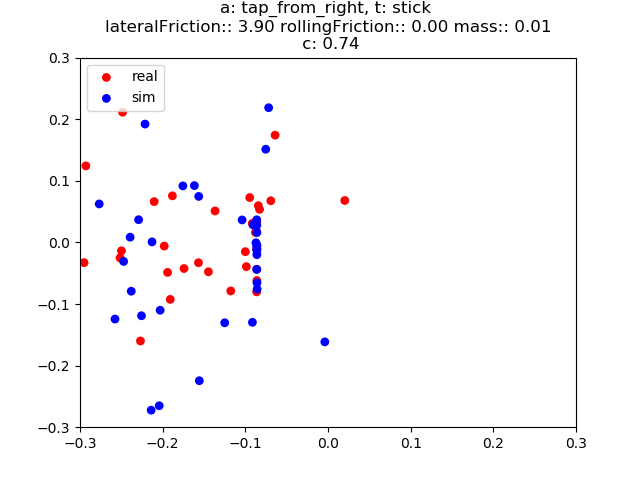 a: tap_from_right, t: stick
lateralFriction:: 3.90 rollingFriction:: 0.00 mass:: 0.01
c: 0.74
real
sim
0.3
0.2
0.1
0.0
−0.1
−0.2
−0.3
−0.3
−0.2
−0.1
0.0
0.1
0.2
0.3